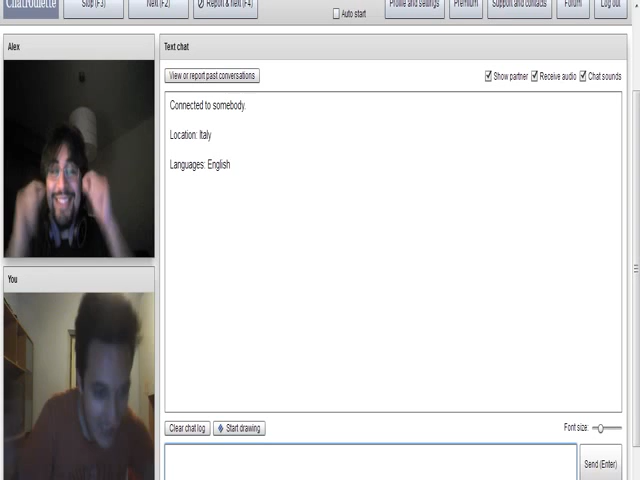 ChatRoulette
Stop (F3)
Next (F2)
Report & next (F4)
Auto start
Profile and settings
Premium
Support and contacts
Forum
Log out
Alex
Text chat
View or report past conversations
Show partner
Receive audio
Chat sounds
Connected to somebody.
Location: Italy
Languages: English
You
Clear chat log
Start drawing
Font size:
Send (Enter)